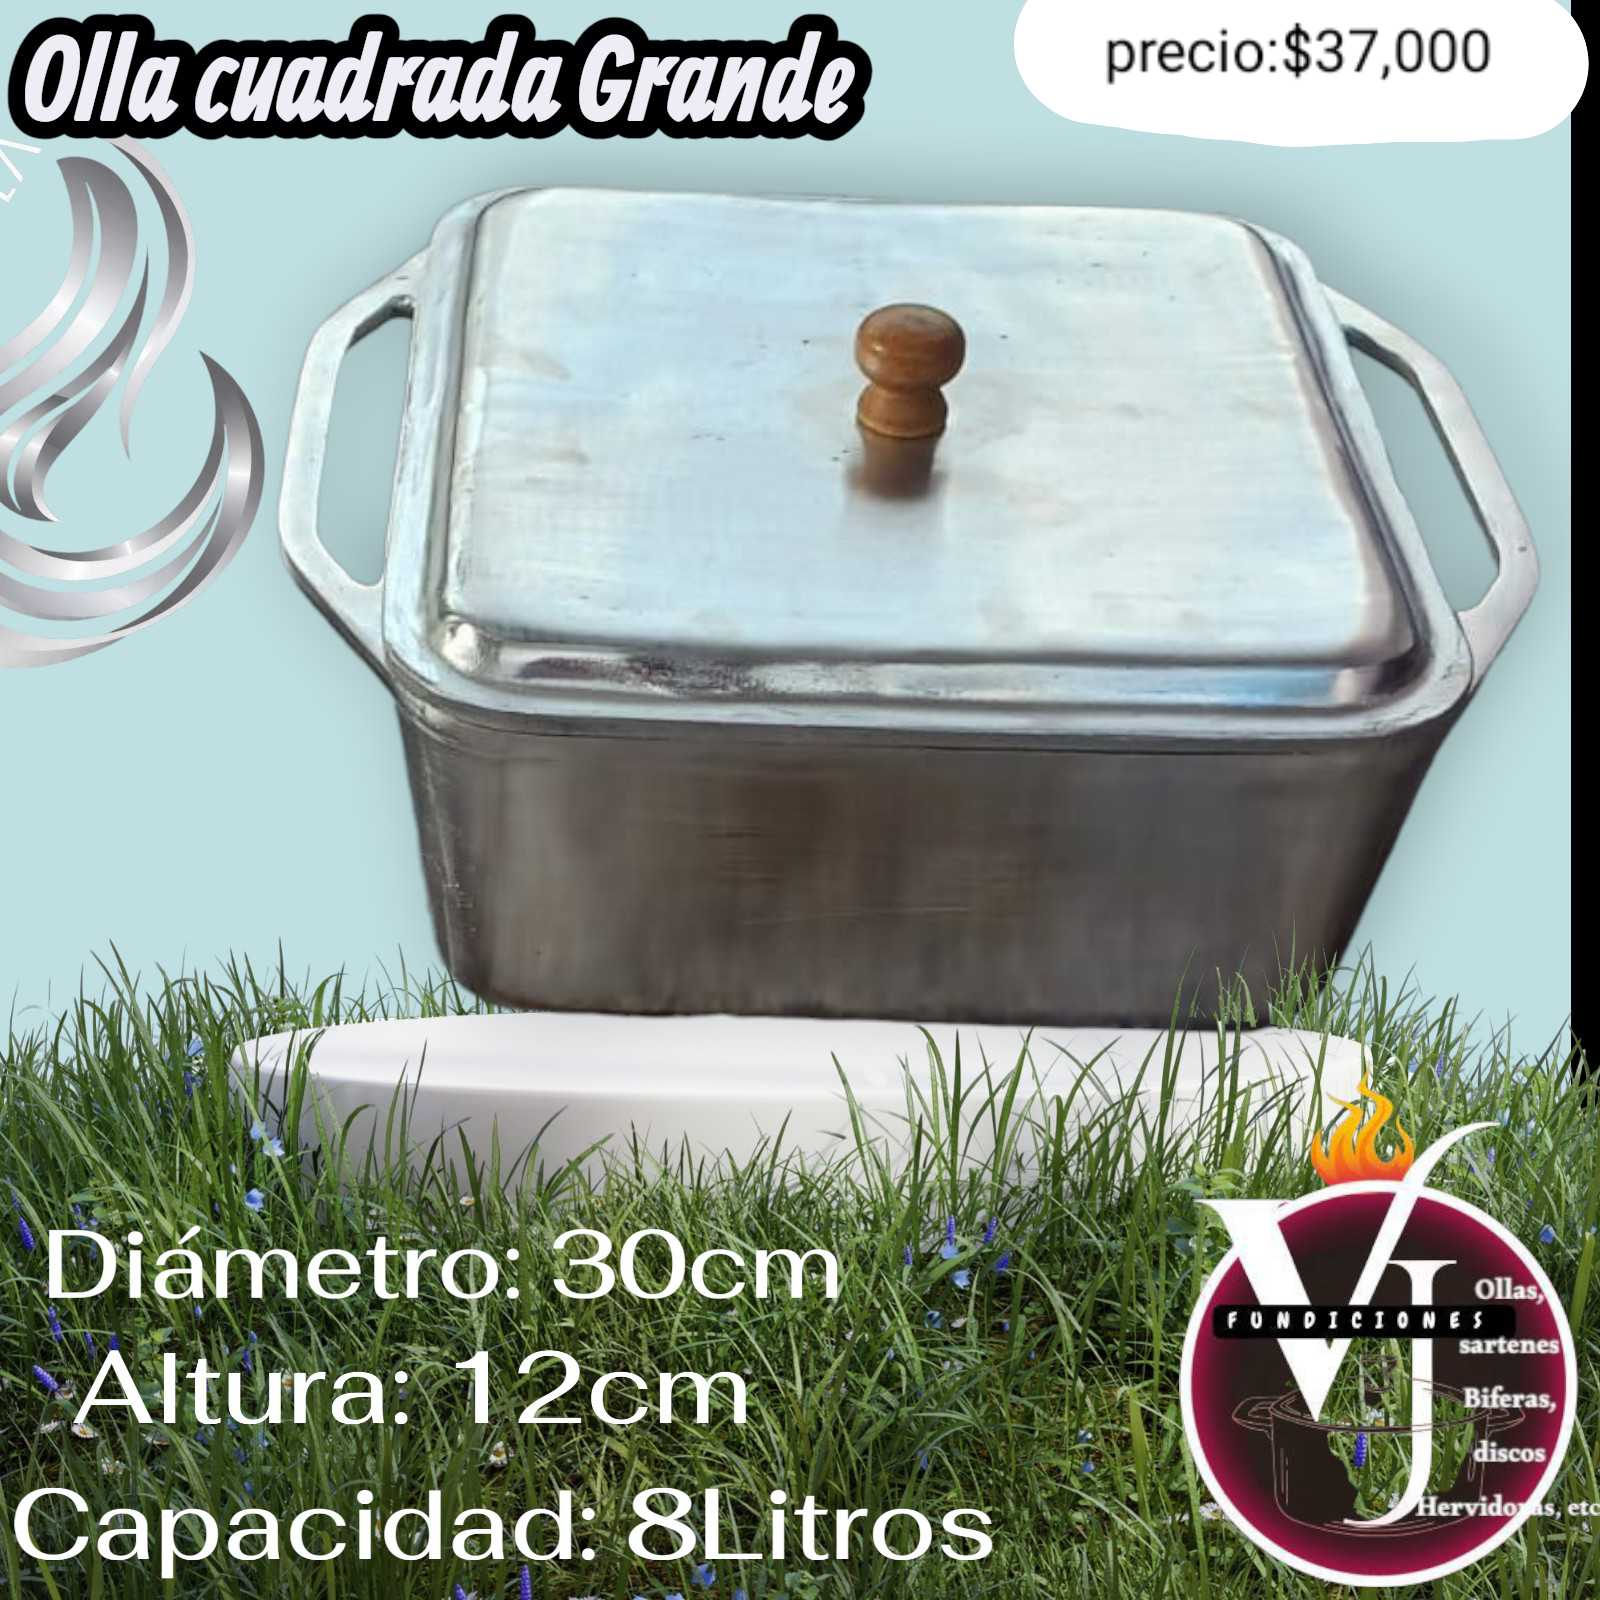 Olla cuadrada Grande
precio:$37,000
Diámetro: 30cm
Altura: 12cm
Capacidad: 8Litros
VJ
FUNDICIONES
Ollas,
sartenes
Biferas,
discos
Hervidoras, etc